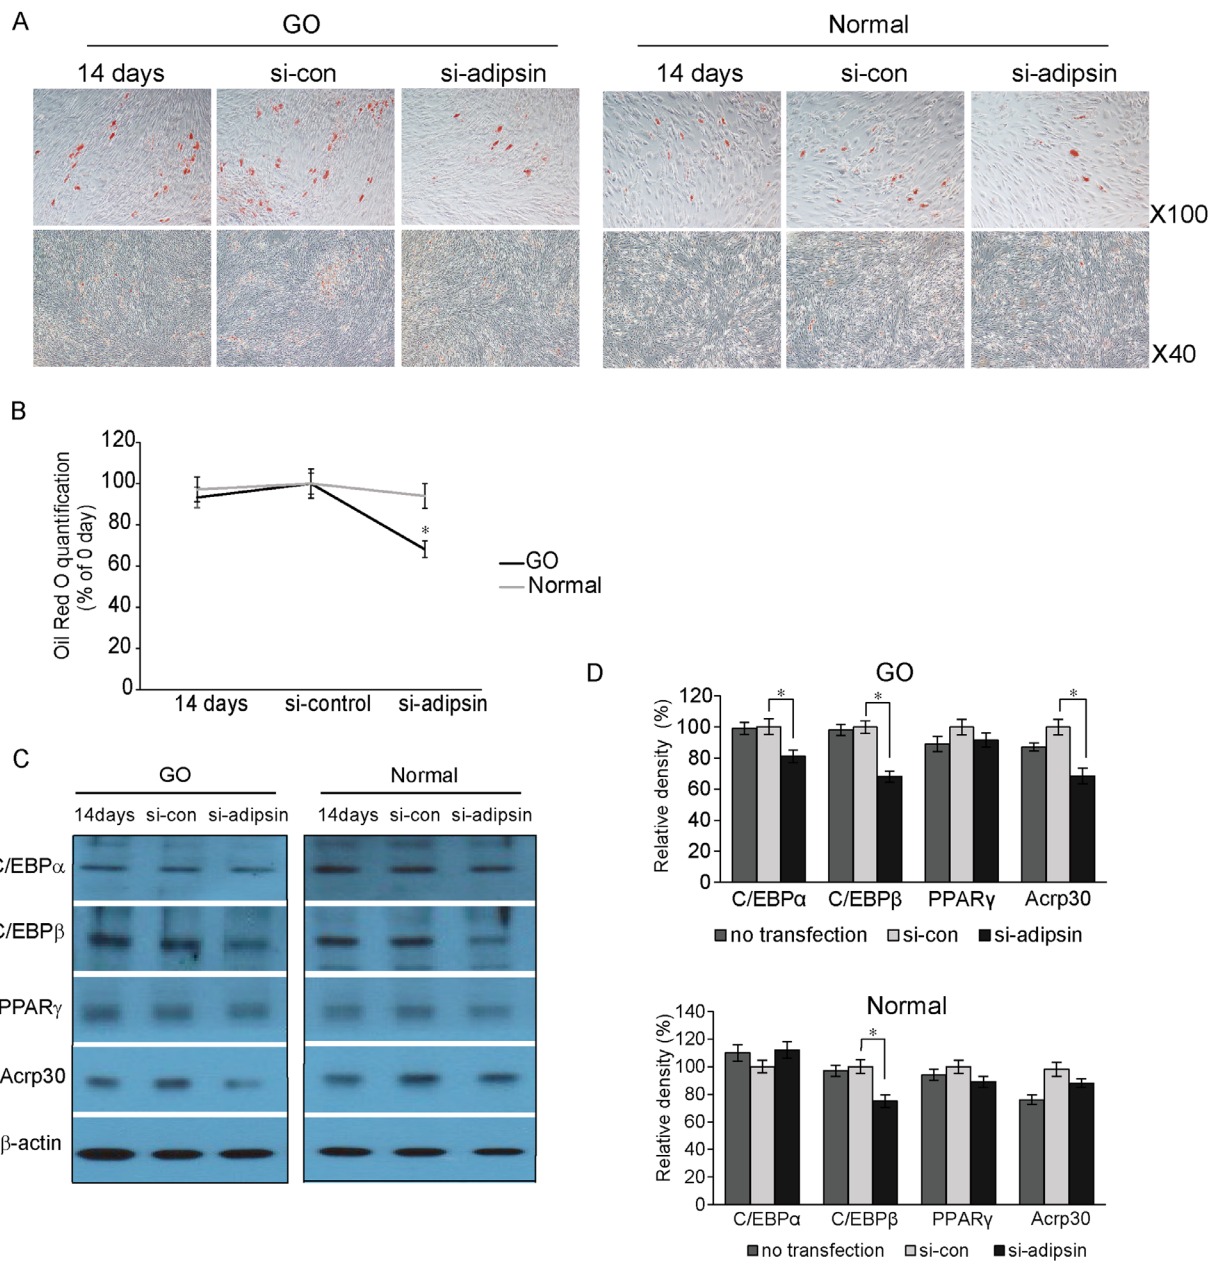 A
GO
Normal
14 days si-con si-adipsin
14 days si-con si-adipsin
X100
X40
B
Oil Red O quantification
(% of 0 day)
120
100
80
60
40
20
0
14 days si-control si-adipsin
*
GO
Normal
C
GO
Normal
14days si-con si-adipsin
14days si-con si-adipsin
C/EBPα
C/EBPβ
PPARγ
Acrp30
β-actin
D
GO
Relative density (%)
120
100
80
60
40
20
0
* * *
C/EBPα C/EBPβ PPARγ Acrp30
no transfection si-con si-adipsin
Normal
Relative density (%)
140
120
100
80
60
40
20
0
*
C/EBPα C/EBPβ PPARγ Acrp30
no transfection si-con si-adipsin